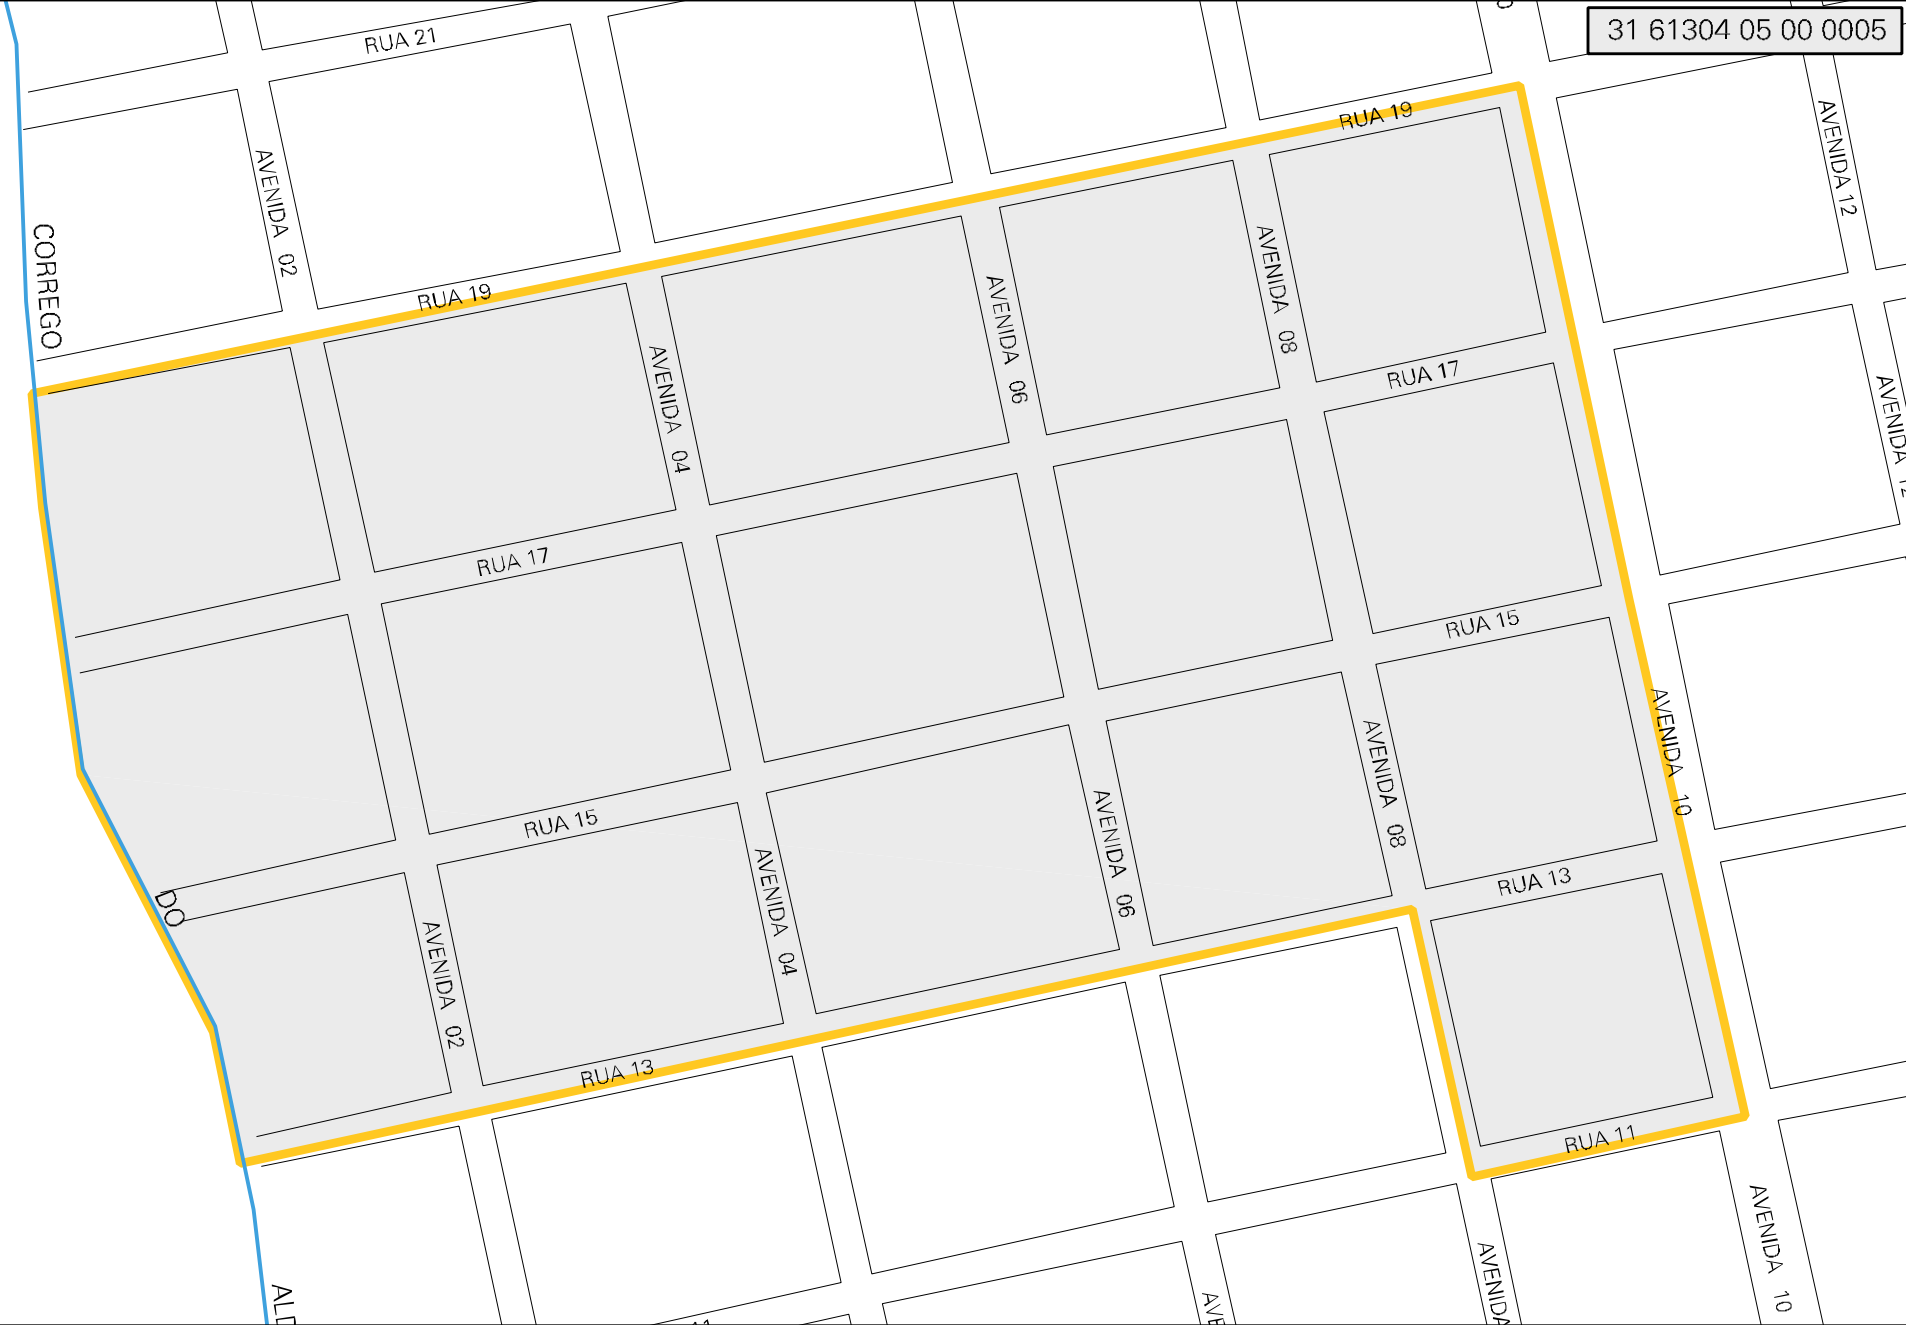 31 61304 05 00 0005
RUA 21
RUA 19
AVENIDA 12
AVENIDA 02
CORREGO
AVENIDA 08
RUA 19
AVENIDA 06
AVENIDA 04
RUA 17
AVENIDA 12
RUA 17
RUA 15
AVENIDA 10
AVENIDA 08
RUA 15
AVENIDA 06
AVENIDA 04
RUA 13
DO
AVENIDA 02
RUA 13
RUA 11
AVENIDA 10
AVENIDA